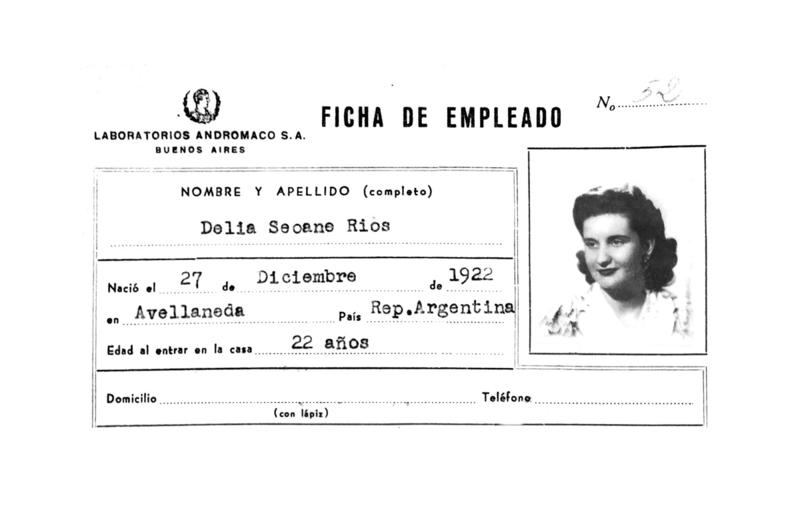 LABORATORIOS ANDROMACO S.A.
BUENOS AIRES
FICHA DE EMPLEADO
No 52
NOMBRE Y APELLIDO (completo)
Delia Seoane Rios
Nació el 27 de Diciembre de 1922
en Avellaneda País Rep.Argentina
Edad al entrar en la casa 22 años
Domicilio Teléfono
(con lápiz)